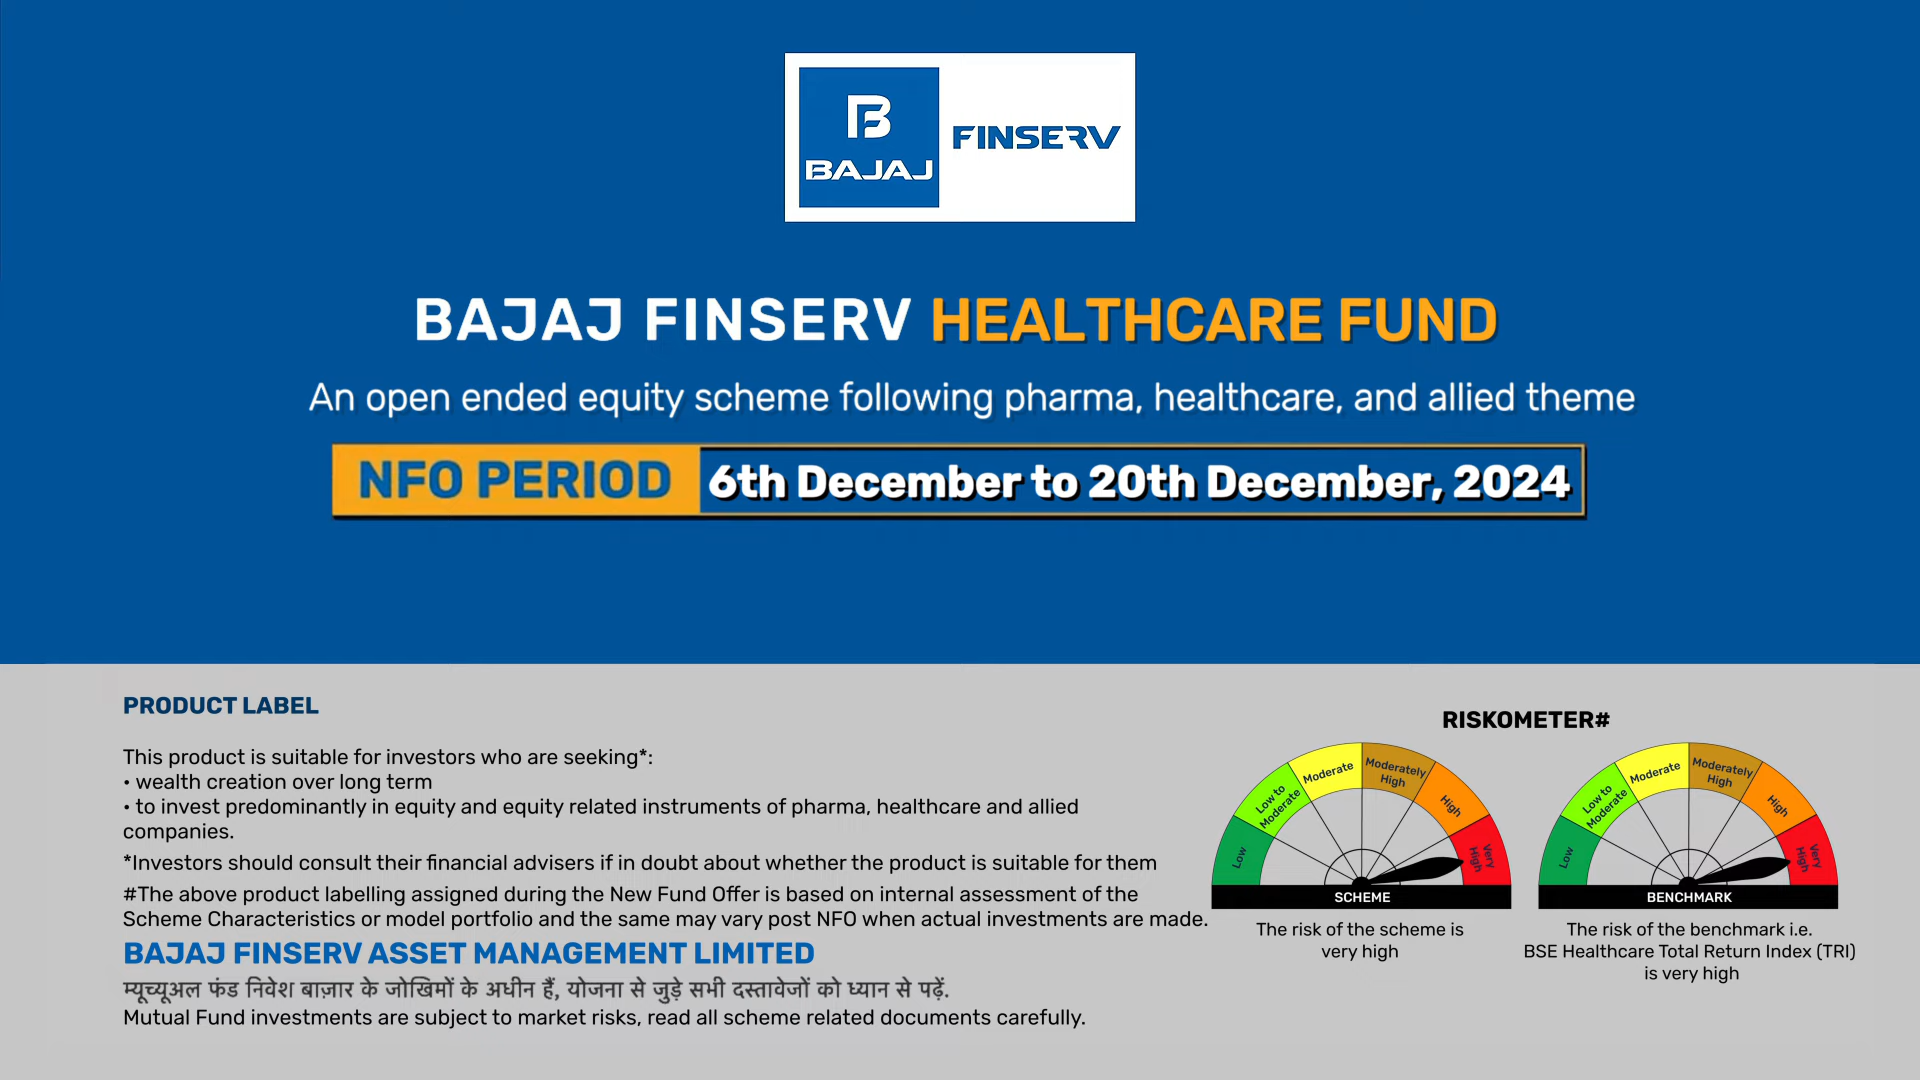 BAJAJ
FINSERV
BAJAJ FINSERV HEALTHCARE FUND
An open ended equity scheme following pharma, healthcare, and allied theme
NFO PERIOD 6th December to 20th December, 2024
PRODUCT LABEL
This product is suitable for investors who are seeking*:
• wealth creation over long term
• to invest predominantly in equity and equity related instruments of pharma, healthcare and allied
companies.
*Investors should consult their financial advisers if in doubt about whether the product is suitable for them
#The above product labelling assigned during the New Fund Offer is based on internal assessment of the
Scheme Characteristics or model portfolio and the same may vary post NFO when actual investments are made.
BAJAJ FINSERV ASSET MANAGEMENT LIMITED
म्यूच्यूअल फंड निवेश बाज़ार के जोखिमों के अधीन हैं, योजना से जुड़े सभी दस्तावेजों को ध्यान से पढ़ें.
Mutual Fund investments are subject to market risks, read all scheme related documents carefully.
RISKOMETER#
Low
Low to
Moderate
Moderate
Moderately
High
High
Very
High
SCHEME
The risk of the scheme is
very high
Low
Low to
Moderate
Moderate
Moderately
High
High
Very
High
BENCHMARK
The risk of the benchmark i.e.
BSE Healthcare Total Return Index (TRI)
is very high